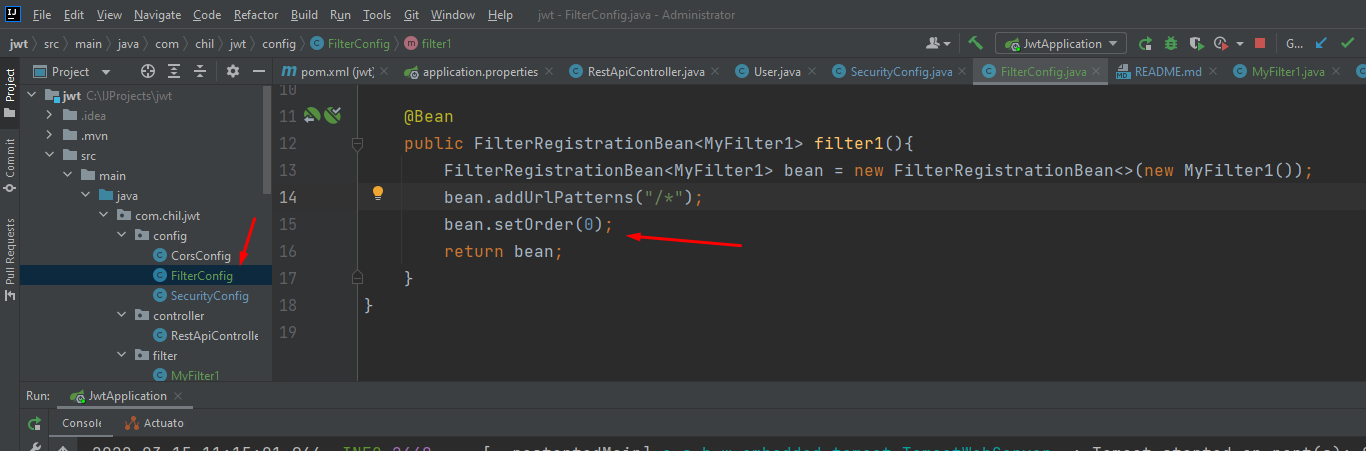 File Edit View Navigate Code Refactor Build Run Tools Git Window Help jwt - FilterConfig.java - Administrator
jwt src main java com chil jwt config FilterConfig filter1 JwtApplication G...
Project pom.xml (jwt) application.properties RestApiController.java User.java SecurityConfig.java FilterConfig.java README.md MyFilter1.java
Project
Commit
Pull Requests
jwt C:\IJProjects\jwt
.idea
.mvn
src
main
java
com.chil.jwt
config
CorsConfig
FilterConfig
SecurityConfig
controller
RestApiControlle
filter
MyFilter1
10
11 @Bean
12 public FilterRegistrationBean<MyFilter1> filter1(){
13 FilterRegistrationBean<MyFilter1> bean = new FilterRegistrationBean<>(new MyFilter1());
14 bean.addUrlPatterns("/*");
15 bean.setOrder(0);
16 return bean;
17 }
18 }
19
Run: JwtApplication
Console Actuato